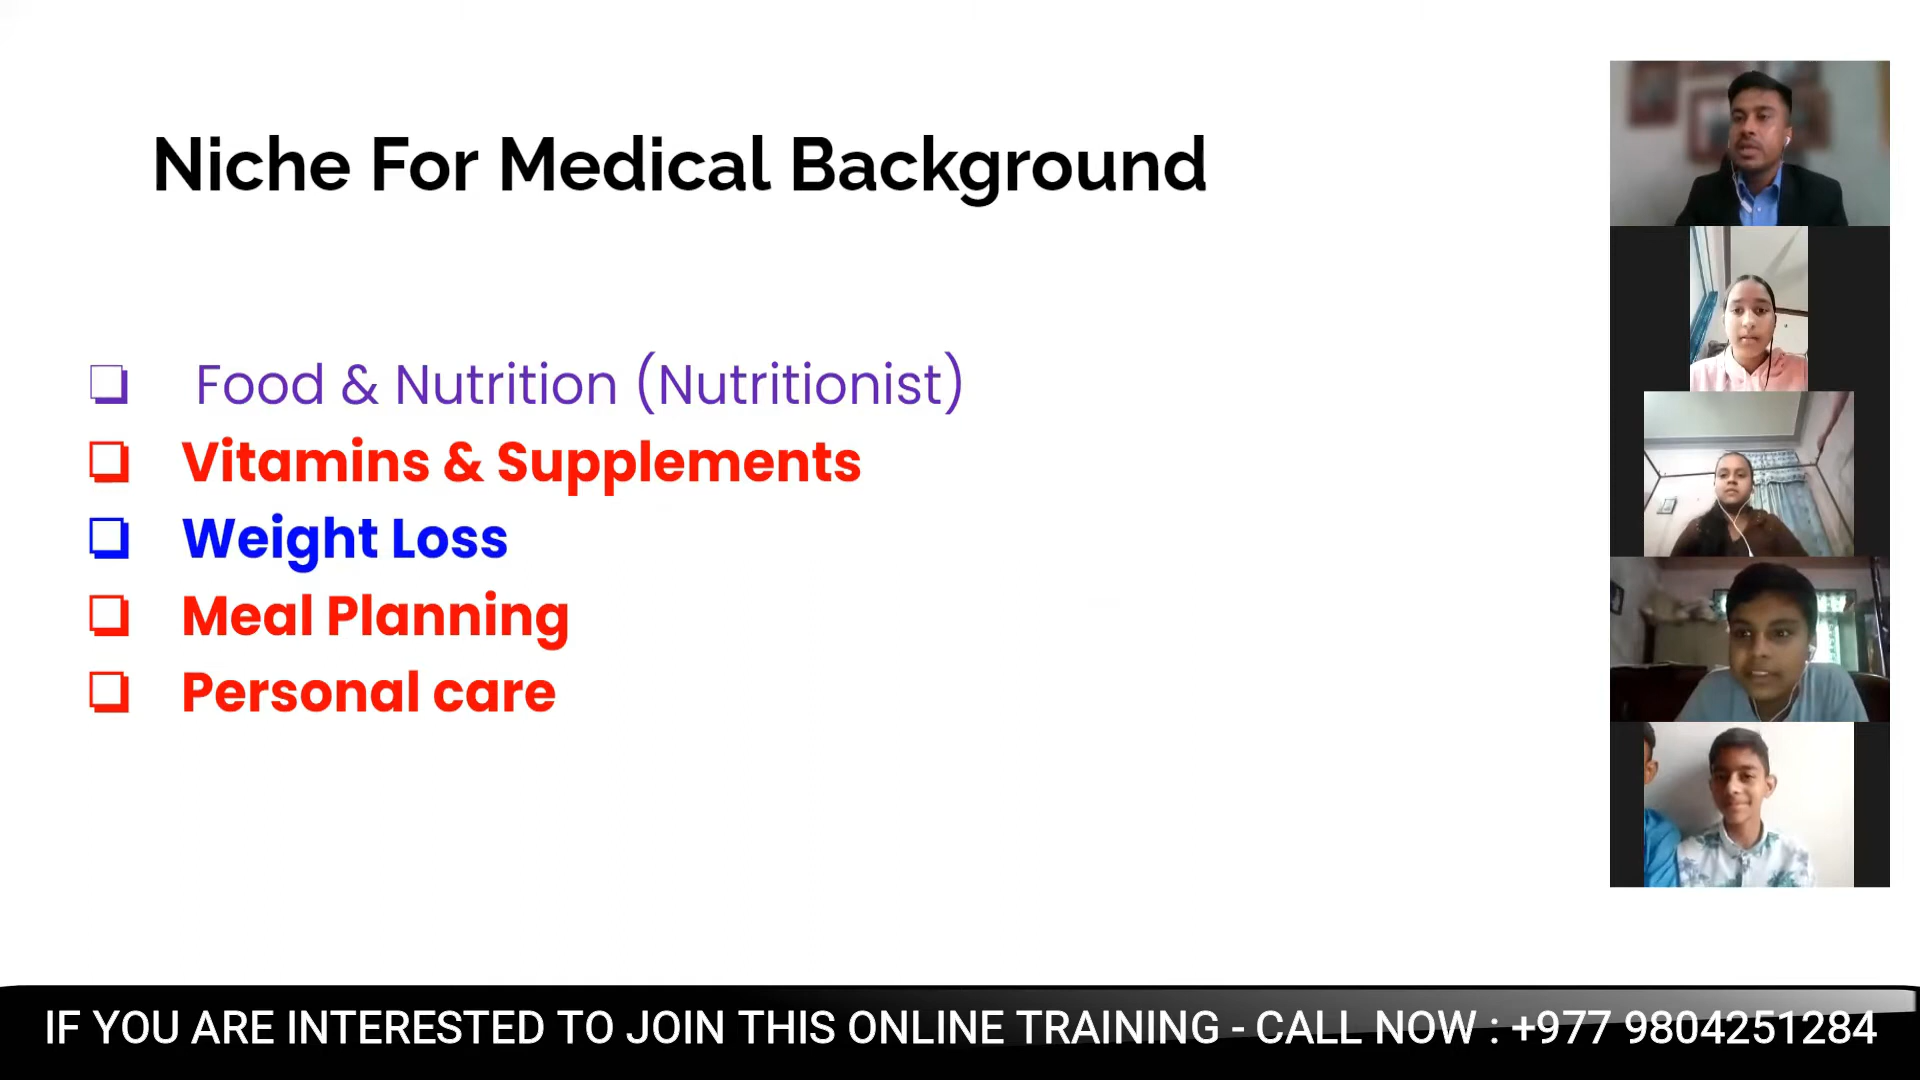 Niche For Medical Background
❏ Food & Nutrition (Nutritionist)
❏ Vitamins & Supplements
❏ Weight Loss
❏ Meal Planning
❏ Personal care
IF YOU ARE INTERESTED TO JOIN THIS ONLINE TRAINING - CALL NOW : +977 9804251284